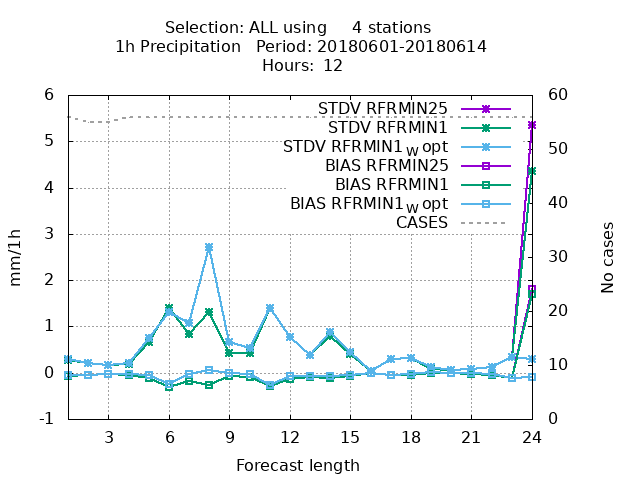 Selection: ALL using 4 stations
1h Precipitation Period: 20180601-20180614
Hours: 12
STDV RFRMIN25
STDV RFRMIN1_w opt
STDV RFRMIN1
BIAS RFRMIN25
BIAS RFRMIN1
BIAS RFRMIN1_w opt
CASES
mm/1h
6
5
4
3
2
1
0
-1
No cases
60
50
40
30
20
10
0
3 6 9 12 15 18 21 24
Forecast length